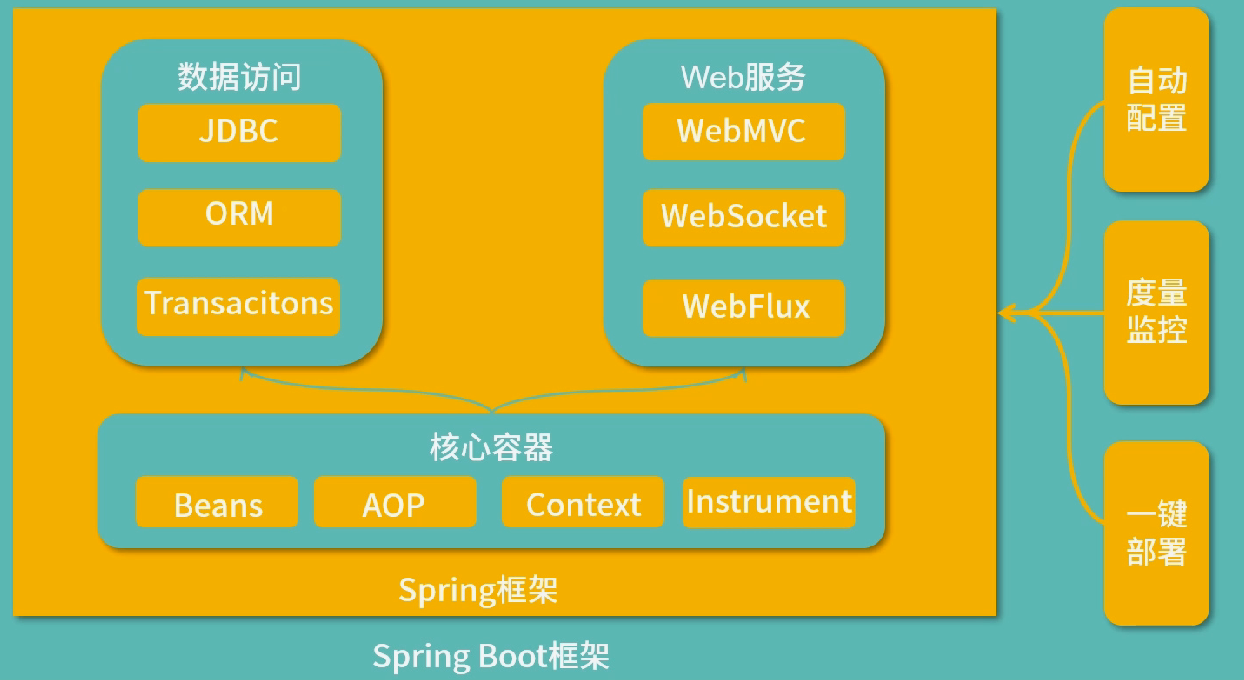 数据访问
JDBC
ORM
Transacitons
Web服务
WebMVC
WebSocket
WebFlux
核心容器
Beans
AOP
Context
Instrument
Spring框架
Spring Boot框架
自动
配置
度量
监控
一键
部署